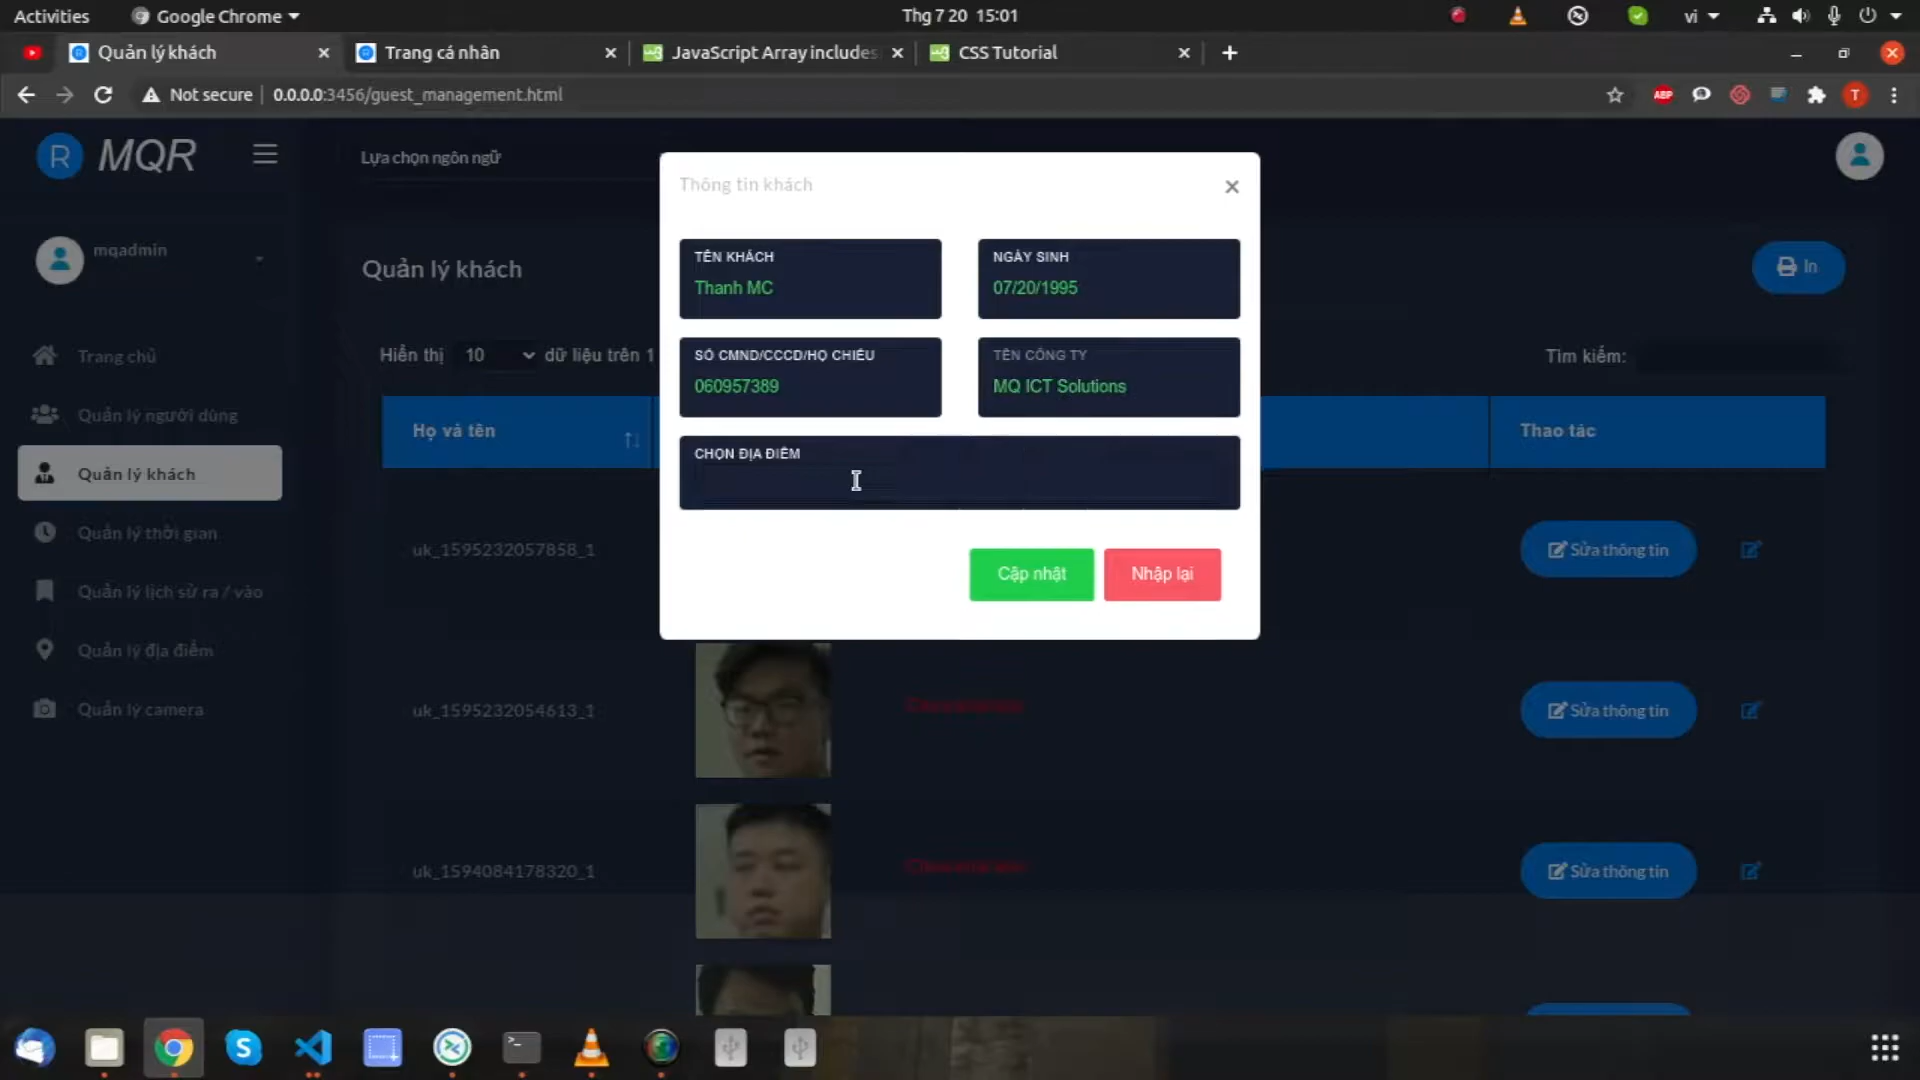 Activities
Google Chrome
Thg 7 20 15:01
vi
Quản lý khách
Trang cá nhân
JavaScript Array includes
CSS Tutorial
Not secure
0.0.0.0:3456/guest_management.html
ABP
T
R MQR
Lựa chọn ngôn ngữ
Thông tin khách
mqadmin
Quản lý khách
In
TÊN KHÁCH
Thanh MC
NGÀY SINH
07/20/1995
Trang chủ
Hiển thị 10 dữ liệu trên 1
SỐ CMND/CCCD/HỘ CHIẾU
060957389
TÊN CÔNG TY
MQ ICT Solutions
Tìm kiếm:
Quản lý người dùng
Họ và tên
Thao tác
CHỌN ĐỊA ĐIỂM
Quản lý khách
Quản lý thời gian
uk_1595232057858_1
Sửa thông tin
Cập nhật
Nhập lại
Quản lý lịch sử ra / vào
Quản lý địa điểm
Quản lý camera
uk_1595232054613_1
Sửa thông tin
uk_1594084178320_1
Sửa thông tin